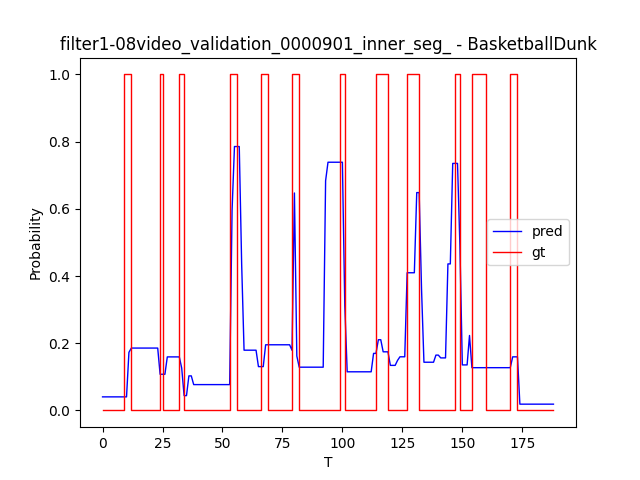 filter1-08video_validation_0000901_inner_seg_ - BasketballDunk
1.0
0.8
0.6
0.4
0.2
0.0
Probability
pred
gt
0
25
50
75
100
125
150
175
T